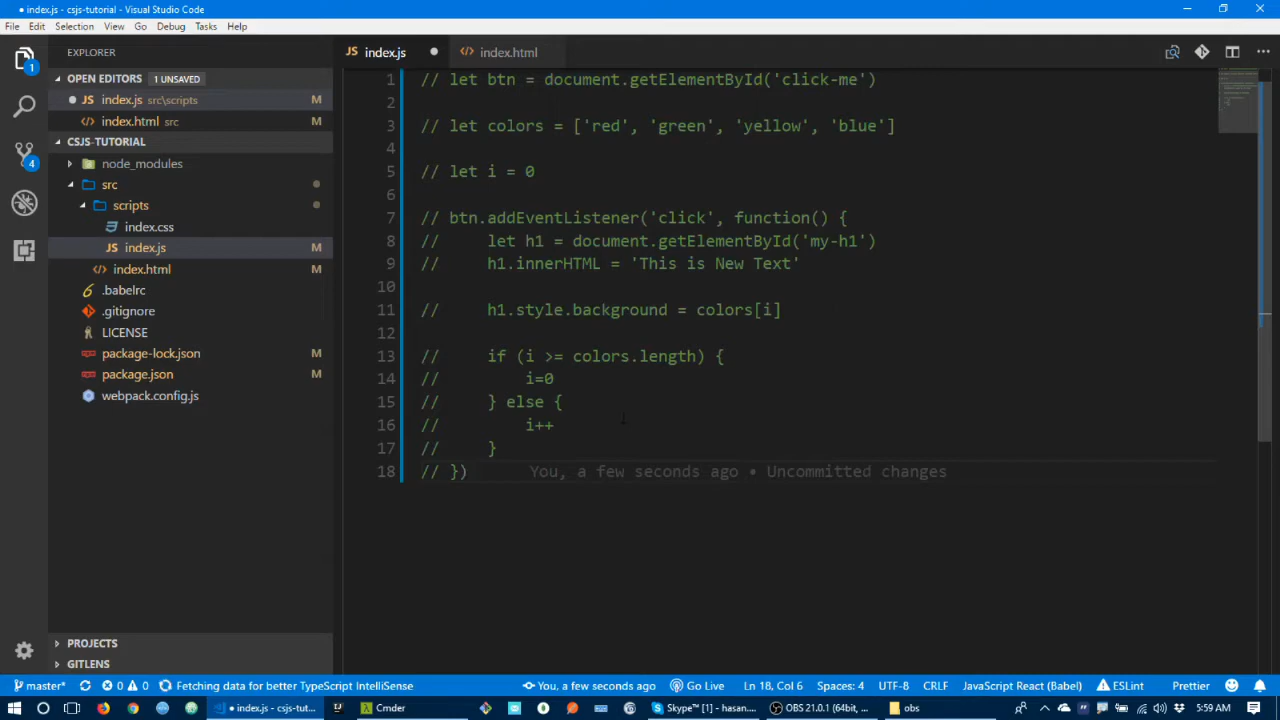 index.js - csjs-tutorial - Visual Studio Code
File Edit Selection View Go Debug Tasks Help
EXPLORER
OPEN EDITORS 1 UNSAVED
JS index.js src\scripts M
<> index.html src M
CSJS-TUTORIAL
node_modules
src
scripts
index.css
JS index.js M
<> index.html M
.babelrc
.gitignore
LICENSE
package-lock.json M
package.json M
webpack.config.js
PROJECTS
GITLENS
1
4
JS index.js
<> index.html
1 // let btn = document.getElementById('click-me')
2
3 // let colors = ['red', 'green', 'yellow', 'blue']
4
5 // let i = 0
6
7 // btn.addEventListener('click', function() {
8 //     let h1 = document.getElementById('my-h1')
9 //     h1.innerHTML = 'This is New Text'
10
11 //     h1.style.background = colors[i]
12
13 //     if (i >= colors.length) {
14 //         i=0
15 //     } else {
16 //         i++
17 //     }
18 // }) You, a few seconds ago • Uncommitted changes
master* 0 0 Fetching data for better TypeScript IntelliSense You, a few seconds ago Go Live Ln 18, Col 6 Spaces: 4 UTF-8 CRLF JavaScript React (Babel) ESLint Prettier
index.js - csjs-tut... Cmder Skype™ [1] - hasan.... OBS 21.0.1 (64bit, ... obs 5:59 AM